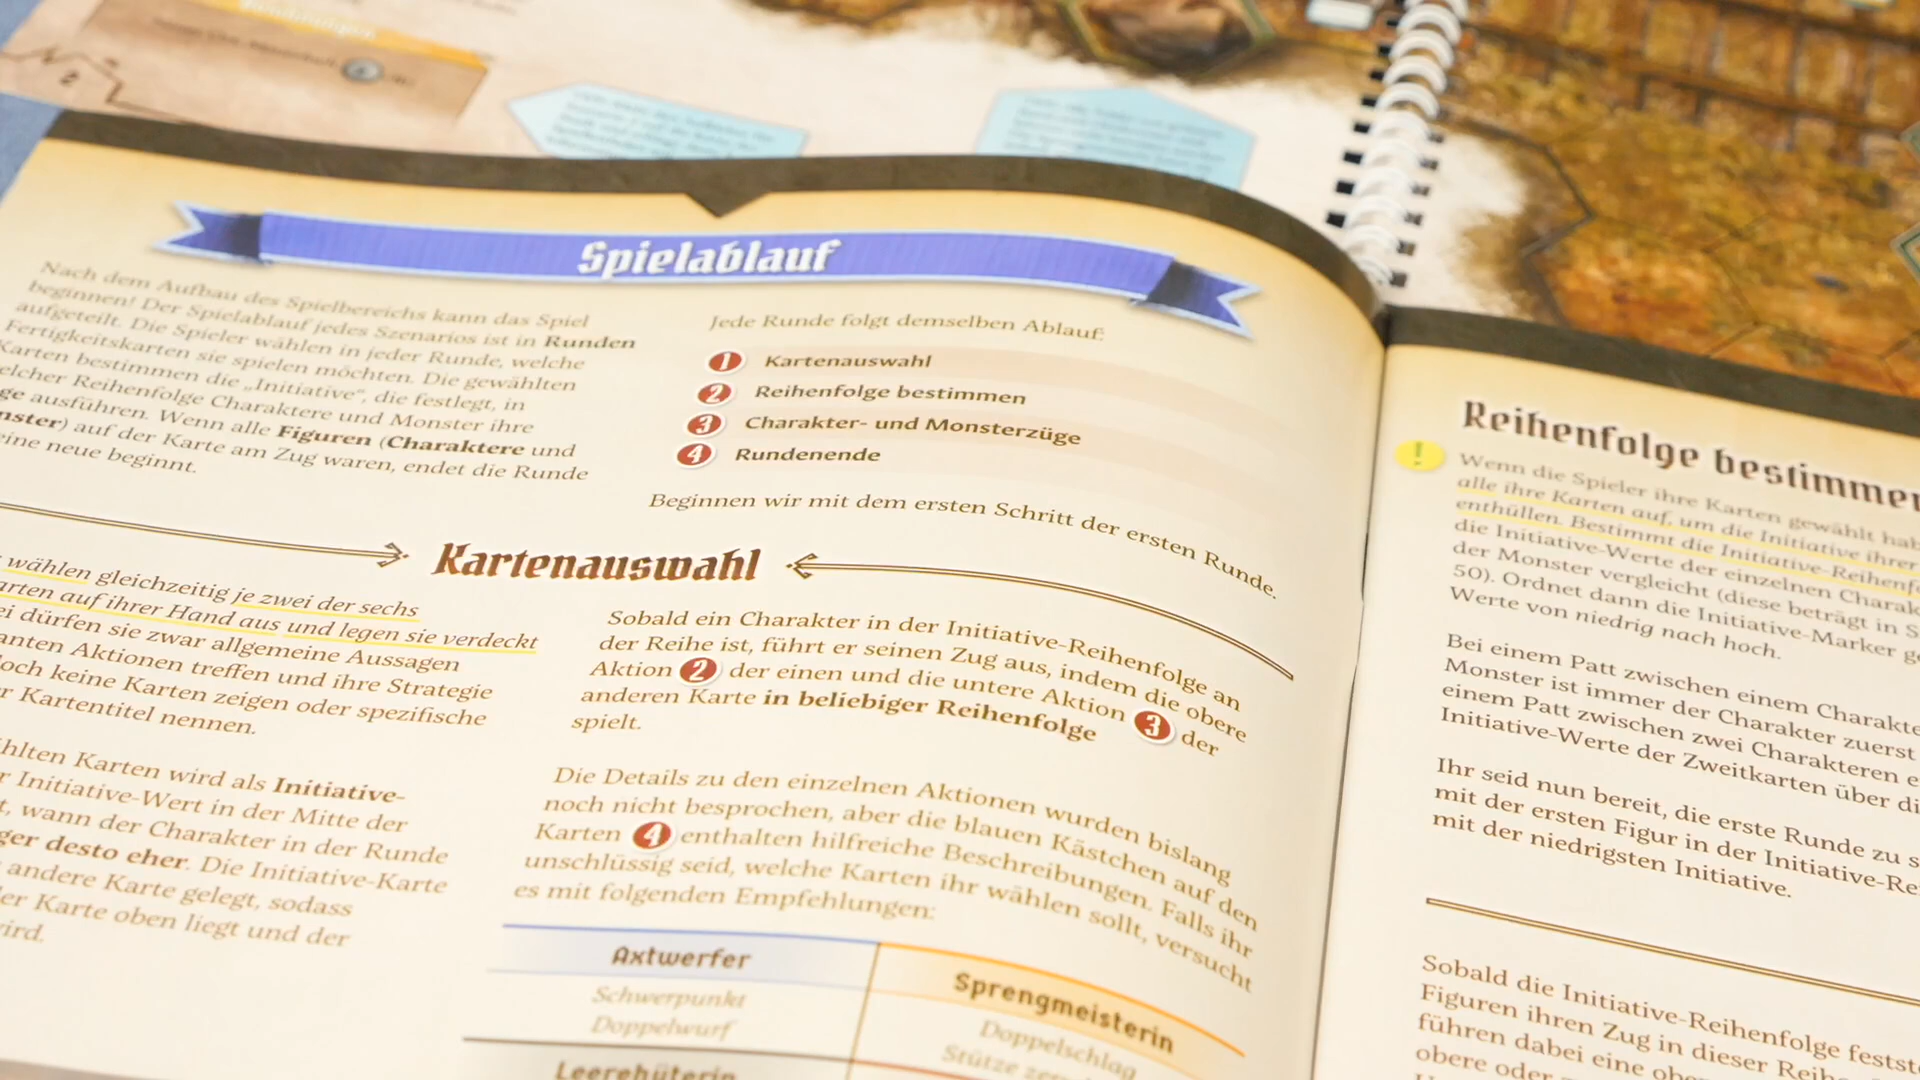 Spielablauf
Nach dem Aufbau des Spielbereichs kann das Spiel
beginnen! Der Spielablauf jedes Szenarios ist in Runden
aufgeteilt. Die Spieler wählen in jeder Runde, welche
Fertigkeitskarten sie spielen möchten. Die gewählten
Karten bestimmen die „Initiative“, die festlegt, in
elcher Reihenfolge Charaktere und Monster ihre
ge ausführen. Wenn alle Figuren (Charaktere und
nster) auf der Karte am Zug waren, endet die Runde
eine neue beginnt.
Jede Runde folgt demselben Ablauf:
1 Kartenauswahl
2 Reihenfolge bestimmen
3 Charakter- und Monsterzüge
4 Rundenende
Beginnen wir mit dem ersten Schritt der ersten Runde.
Kartenauswahl
wählen gleichzeitig je zwei der sechs
arten auf ihrer Hand aus und legen sie verdeckt
ei dürfen sie zwar allgemeine Aussagen
anten Aktionen treffen und ihre Strategie
och keine Karten zeigen oder spezifische
r Kartentitel nennen.
hlten Karten wird als Initiative-
r Initiative-Wert in der Mitte der
t, wann der Charakter in der Runde
ger desto eher. Die Initiative-Karte
andere Karte gelegt, sodass
er Karte oben liegt und der
ird.
Sobald ein Charakter in der Initiative-Reihenfolge an
der Reihe ist, führt er seinen Zug aus, indem die obere
Aktion 2 der einen und die untere Aktion 3 der
anderen Karte in beliebiger Reihenfolge
spielt.
Die Details zu den einzelnen Aktionen wurden bislang
noch nicht besprochen, aber die blauen Kästchen auf den
Karten 4 enthalten hilfreiche Beschreibungen. Falls ihr
unschlüssig seid, welche Karten ihr wählen sollt, versucht
es mit folgenden Empfehlungen:
Axtwerfer
Schwerpunkt
Doppelwurf
Leerehüterin
Sprengmeisterin
Doppelschlag
Stütze
Reihenfolge bestimmen
! Wenn die Spieler ihre Karten gewählt hab
alle ihre Karten auf, um die Initiative ihrer
enthüllen. Bestimmt die Initiative-Reihenf
die Initiative-Werte der einzelnen Charak
der Monster vergleicht (diese beträgt in S
50). Ordnet dann die Initiative-Marker ge
Werte von niedrig nach hoch.
Bei einem Patt zwischen einem Charakte
Monster ist immer der Charakter zuerst
einem Patt zwischen zwei Charakteren e
Initiative-Werte der Zweitkarten über di
Ihr seid nun bereit, die erste Runde zu s
mit der ersten Figur in der Initiative-Re
mit der niedrigsten Initiative.
Sobald die Initiative-Reihenfolge festst
Figuren ihren Zug in dieser Reih
führen dabei eine ober
obere oder